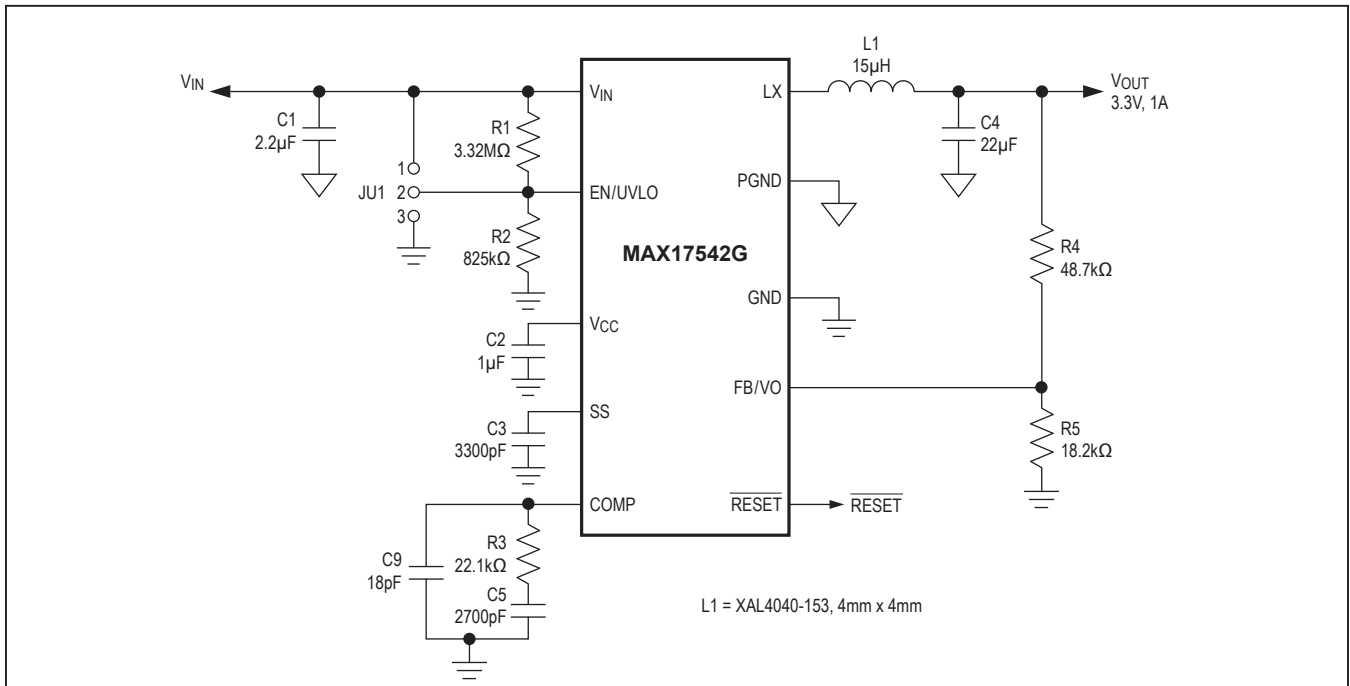 VIN
C1
2.2µF
JU1
1
2
3
R1
3.32MΩ
R2
825kΩ
C2
1µF
C3
3300pF
C9
18pF
R3
22.1kΩ
C5
2700pF
VIN
EN/UVLO
VCC
SS
COMP
MAX17542G
LX
PGND
GND
FB/VO
RESET
RESET
L1
15µH
C4
22µF
VOUT
3.3V, 1A
R4
48.7kΩ
R5
18.2kΩ
L1 = XAL4040-153, 4mm x 4mm